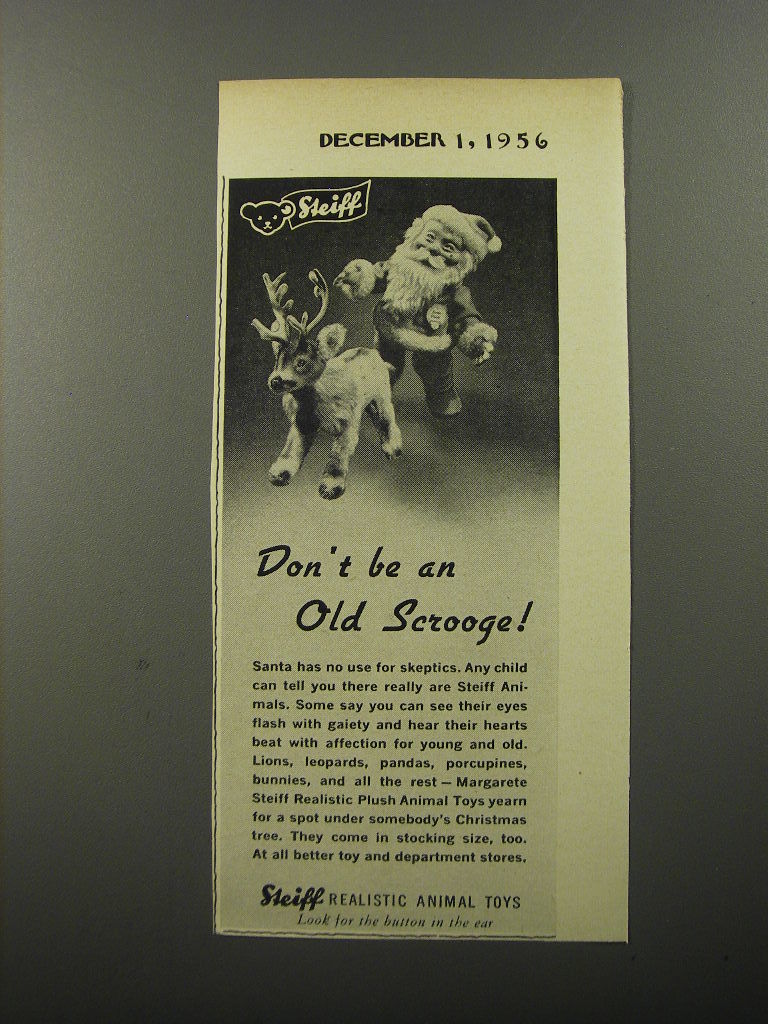 DECEMBER 1, 1956
Steiff
Don't be an
Old Scrooge!
Santa has no use for skeptics. Any child
can tell you there really are Steiff Ani-
mals. Some say you can see their eyes
flash with gaiety and hear their hearts
beat with affection for young and old.
Lions, leopards, pandas, porcupines,
bunnies, and all the rest — Margarete
Steiff Realistic Plush Animal Toys yearn
for a spot under somebody's Christmas
tree. They come in stocking size, too.
At all better toy and department stores.
Steiff REALISTIC ANIMAL TOYS
Look for the button in the ear